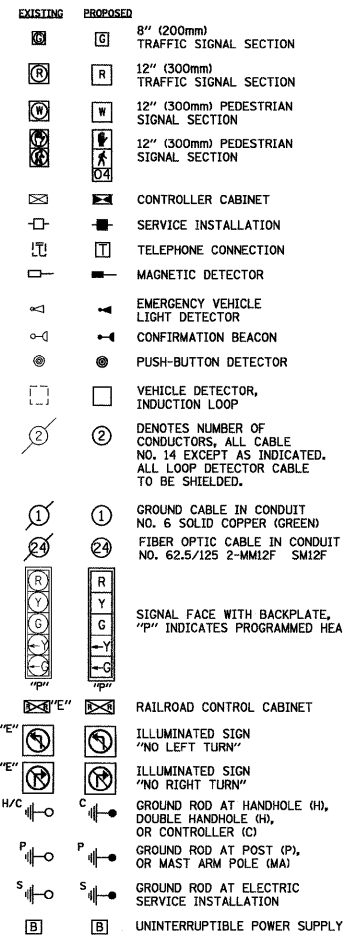 EXISTING PROPOSED
G G 8" (200mm)
TRAFFIC SIGNAL SECTION
R R 12" (300mm)
TRAFFIC SIGNAL SECTION
W W 12" (300mm) PEDESTRIAN
SIGNAL SECTION
12" (300mm) PEDESTRIAN
SIGNAL SECTION
04
CONTROLLER CABINET
SERVICE INSTALLATION
T T TELEPHONE CONNECTION
MAGNETIC DETECTOR
EMERGENCY VEHICLE
LIGHT DETECTOR
CONFIRMATION BEACON
PUSH-BUTTON DETECTOR
VEHICLE DETECTOR,
INDUCTION LOOP
2 2 DENOTES NUMBER OF
CONDUCTORS, ALL CABLE
NO. 14 EXCEPT AS INDICATED.
ALL LOOP DETECTOR CABLE
TO BE SHIELDED.
1 1 GROUND CABLE IN CONDUIT
NO. 6 SOLID COPPER (GREEN)
24 24 FIBER OPTIC CABLE IN CONDUIT
NO. 62.5/125 2-MM12F SM12F
R R
Y Y
G G SIGNAL FACE WITH BACKPLATE,
"P" INDICATES PROGRAMMED HEA
←Y ←Y
←G ←G
"P" "P"
R R "E" R R RAILROAD CONTROL CABINET
"E" ILLUMINATED SIGN
"NO LEFT TURN"
"E" ILLUMINATED SIGN
"NO RIGHT TURN"
H/C C GROUND ROD AT HANDHOLE (H),
DOUBLE HANDHOLE (H),
OR CONTROLLER (C)
P P GROUND ROD AT POST (P),
OR MAST ARM POLE (MA)
S S GROUND ROD AT ELECTRIC
SERVICE INSTALLATION
B B UNINTERRUPTIBLE POWER SUPPLY